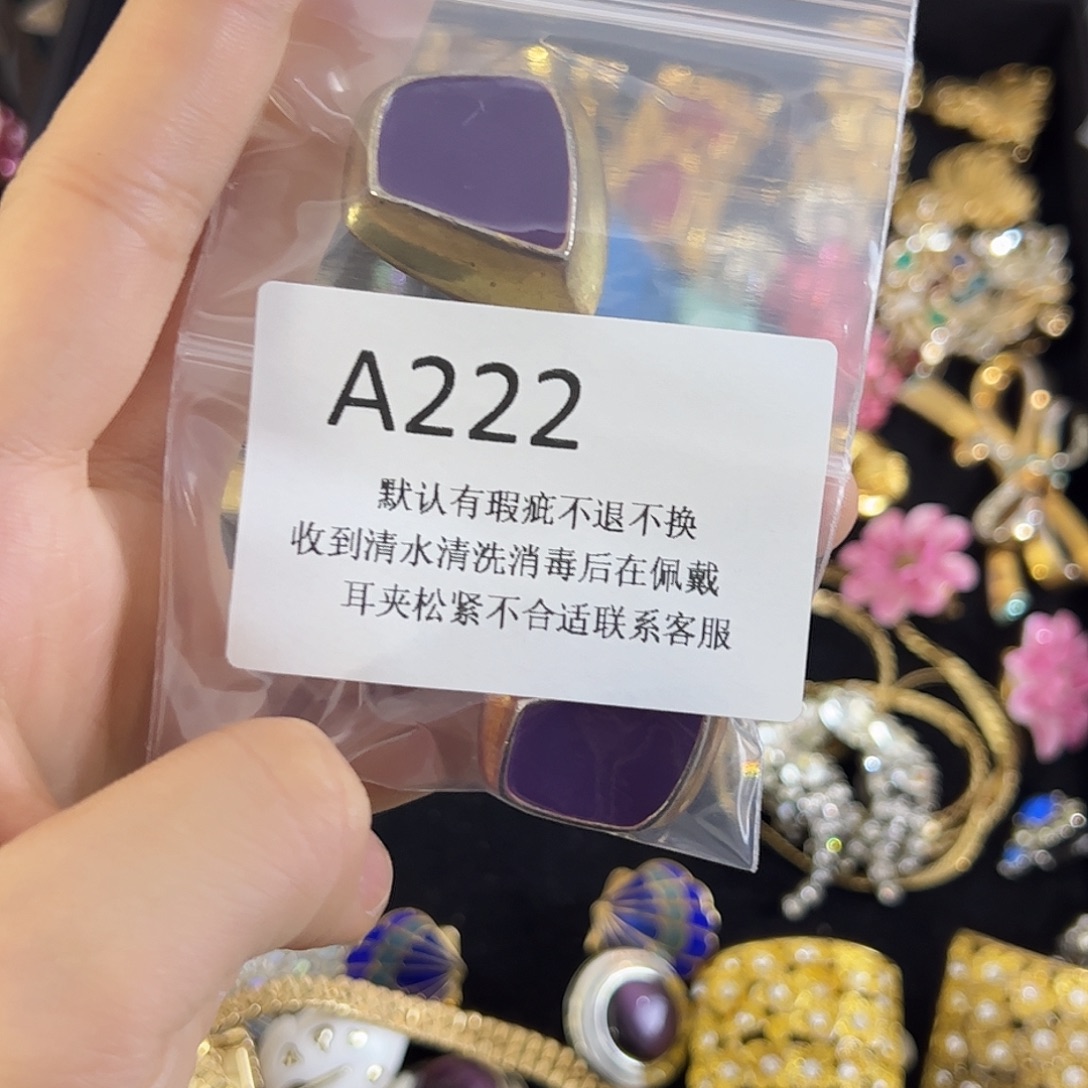 A222
默认有瑕疵不退不换
收到清水清洗消毒后在佩戴
耳夹松紧不合适联系客服